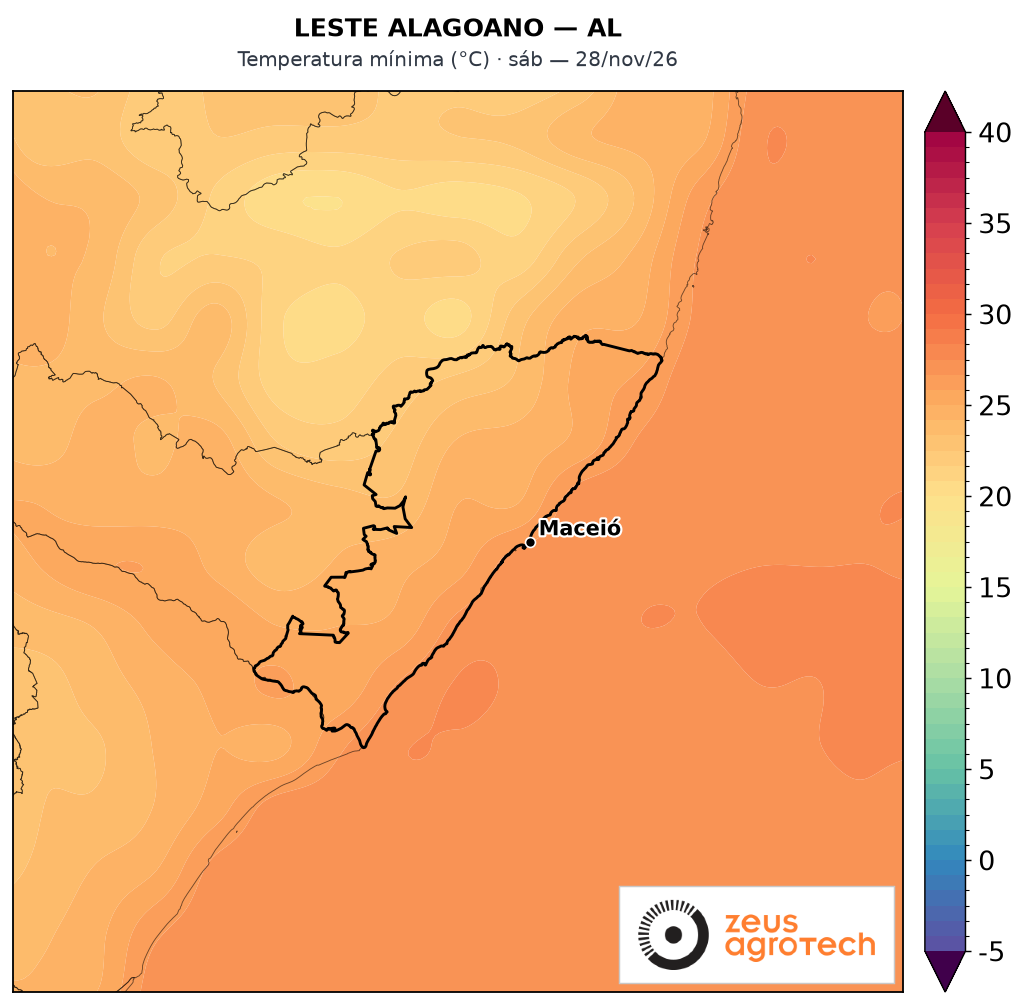 LESTE ALAGOANO — AL
Temperatura mínima (°C) · sáb — 28/nov/26
40
35
30
25
20
15
10
5
0
-5
Maceió
zeus
agrotech